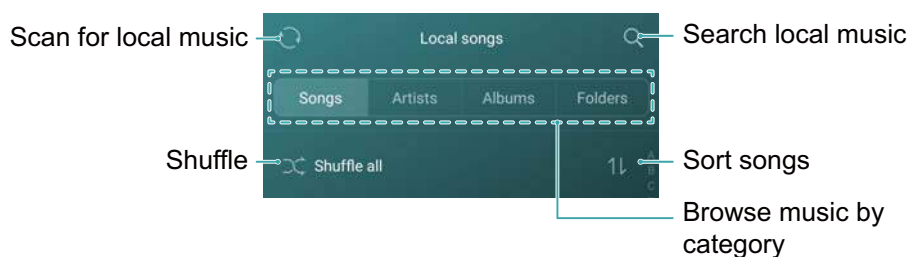 Scan for local music
Local songs
Search local music
Songs Artists Albums Folders
Shuffle
Shuffle all
Sort songs
A
B
C
Browse music by
category